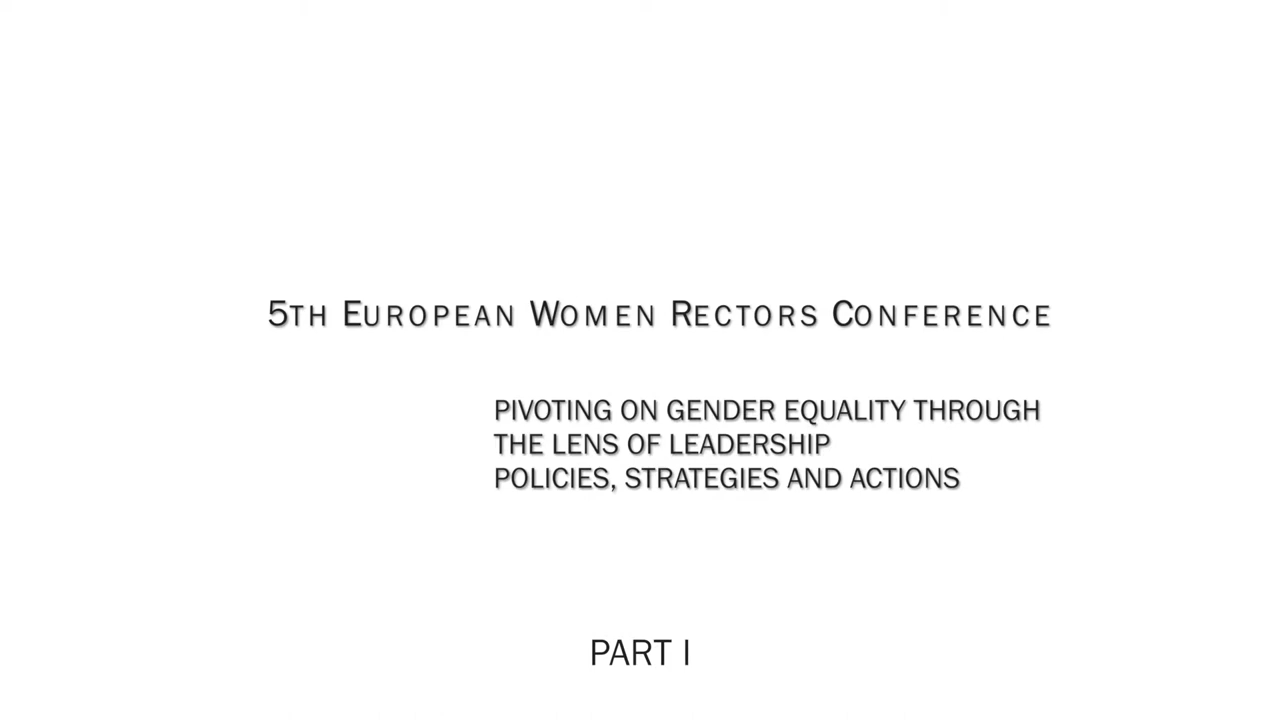 5TH EUROPEAN WOMEN RECTORS CONFERENCE
PIVOTING ON GENDER EQUALITY THROUGH
THE LENS OF LEADERSHIP
POLICIES, STRATEGIES AND ACTIONS
PART I